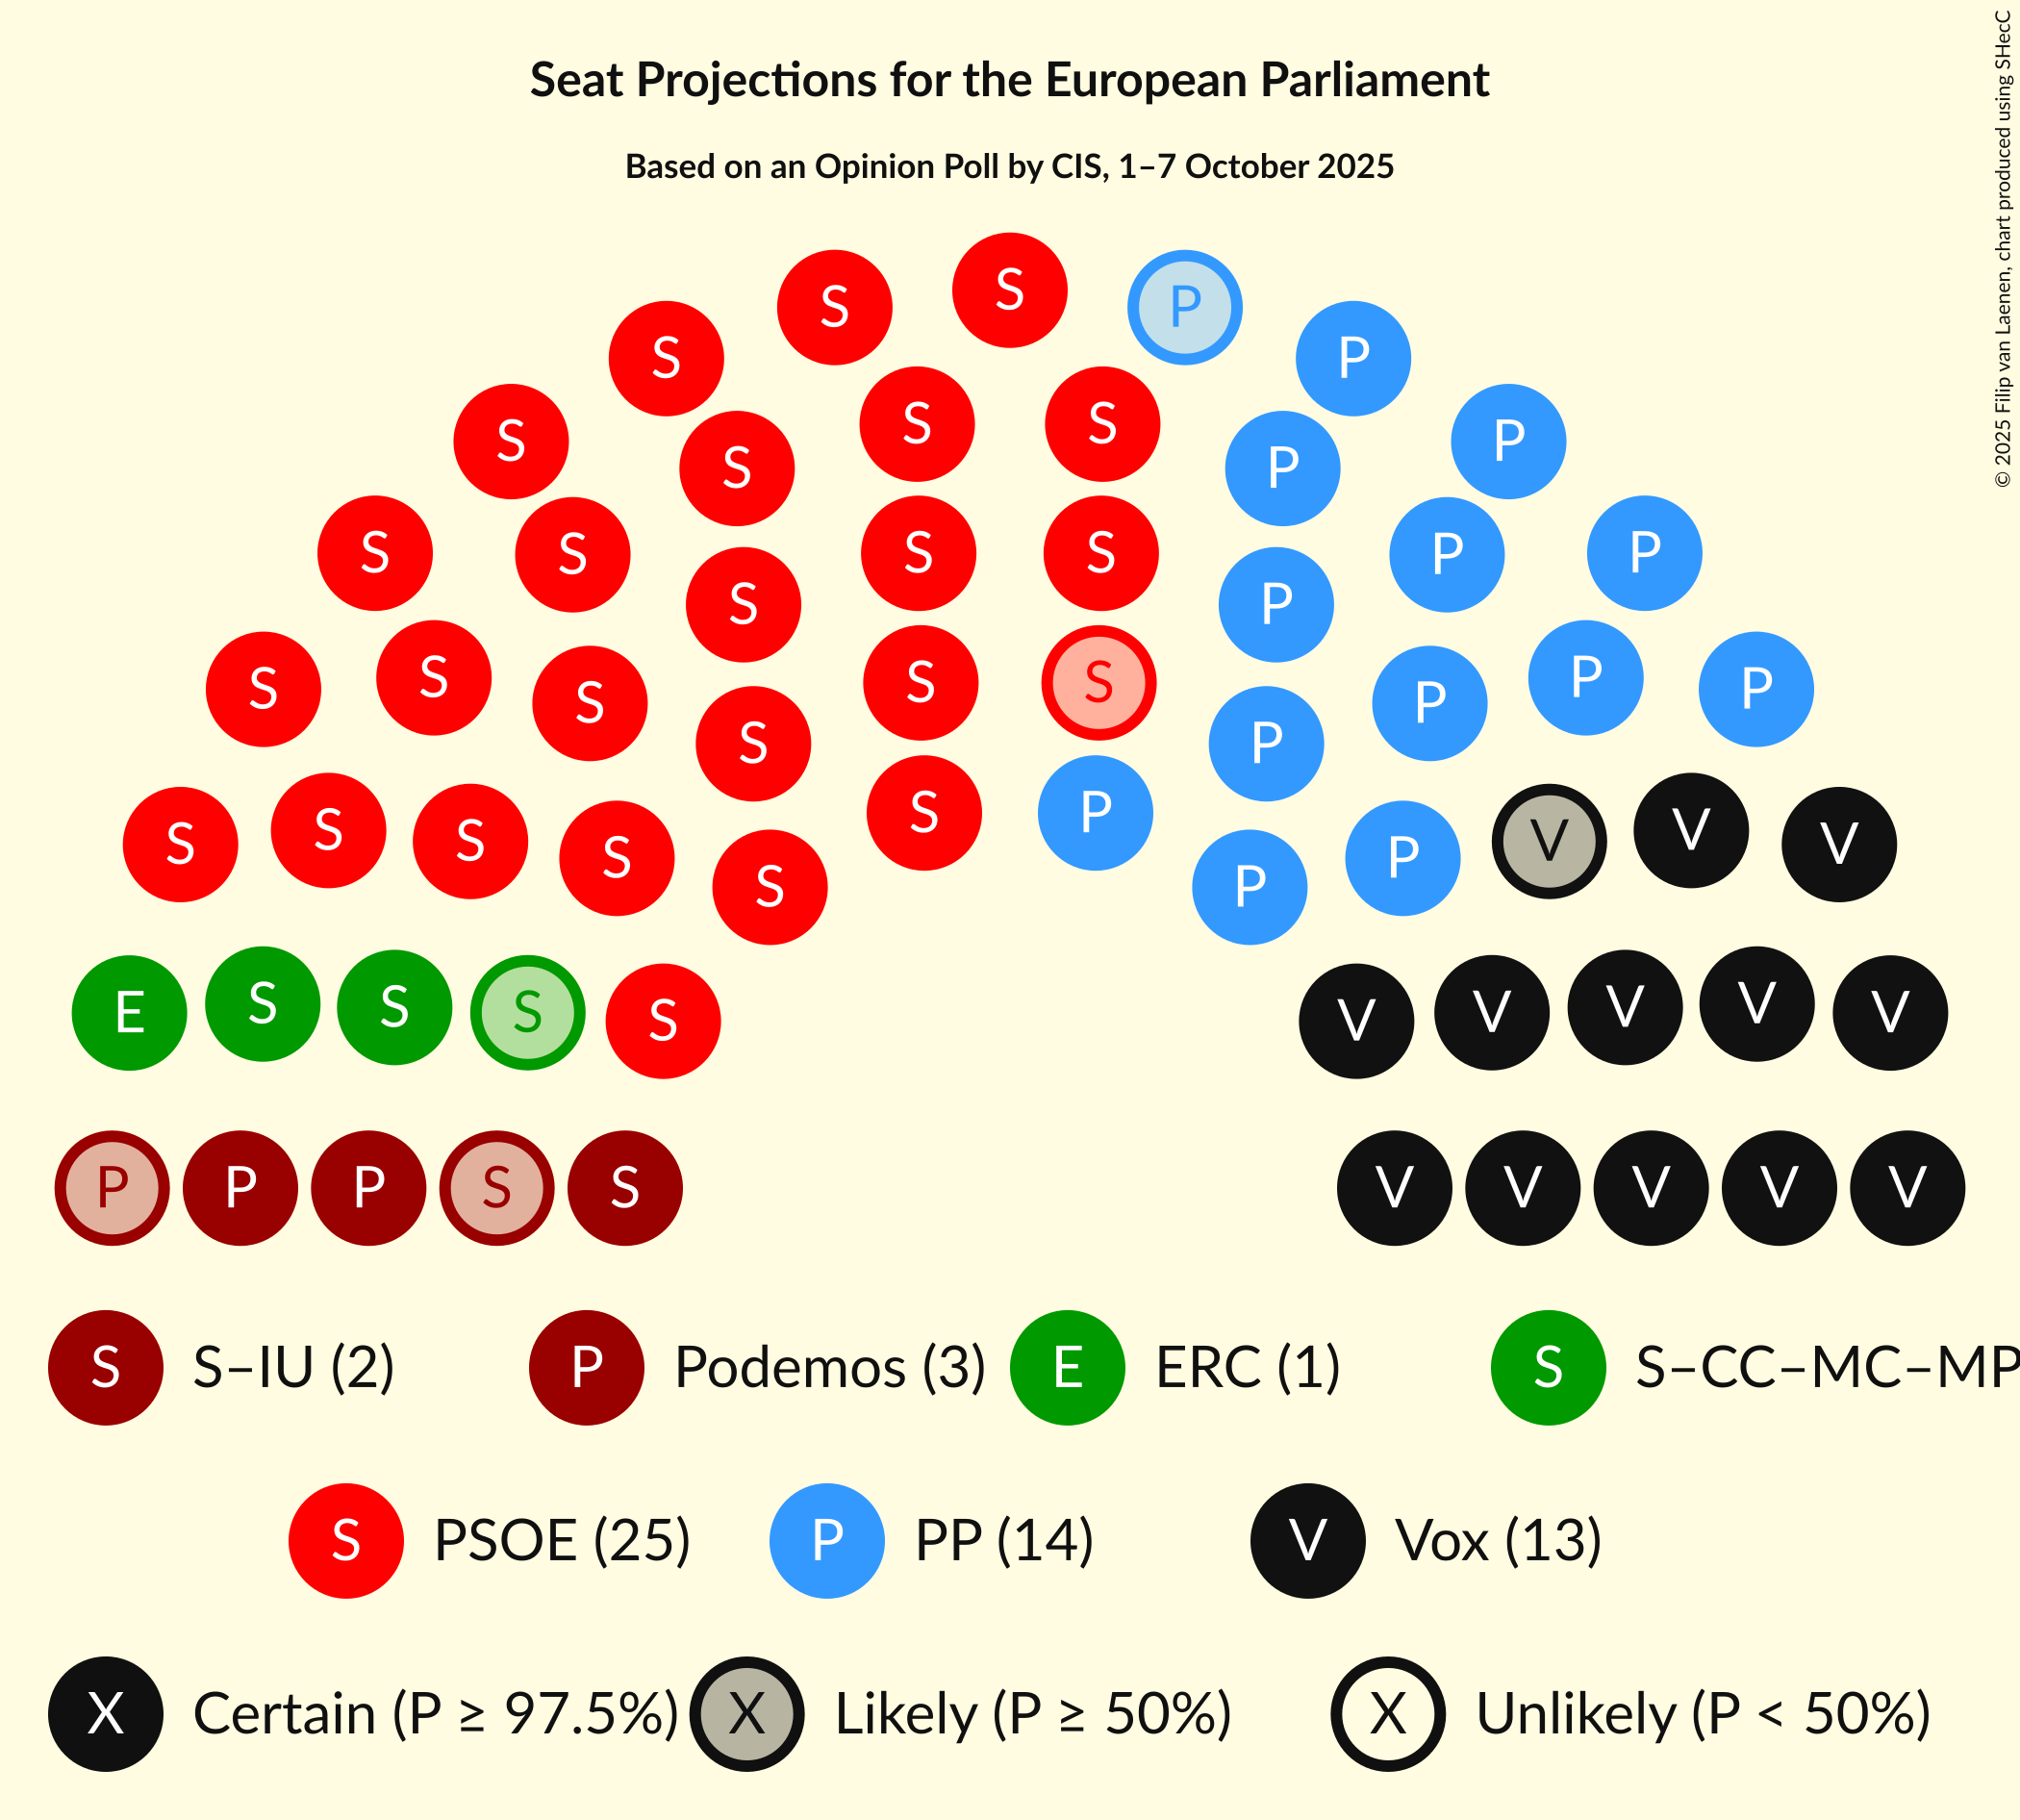 Seat Projections for the European Parliament
Based on an Opinion Poll by CIS, 1–7 October 2025
© 2025 Filip van Laenen, chart produced using SHecC
S
S S P P
S S S P
S P
S S S P P P
S S
S S S S P P P P
S S P P
S P
S S S S V V V
S P
S P
E S S S S V V V V V
P P P S S V V V V V
S S–IU (2) P Podemos (3) E ERC (1) S S–CC–MC–MP
S PSOE (25) P PP (14) V Vox (13)
X Certain (P ≥ 97.5%) X Likely (P ≥ 50%) X Unlikely (P < 50%)